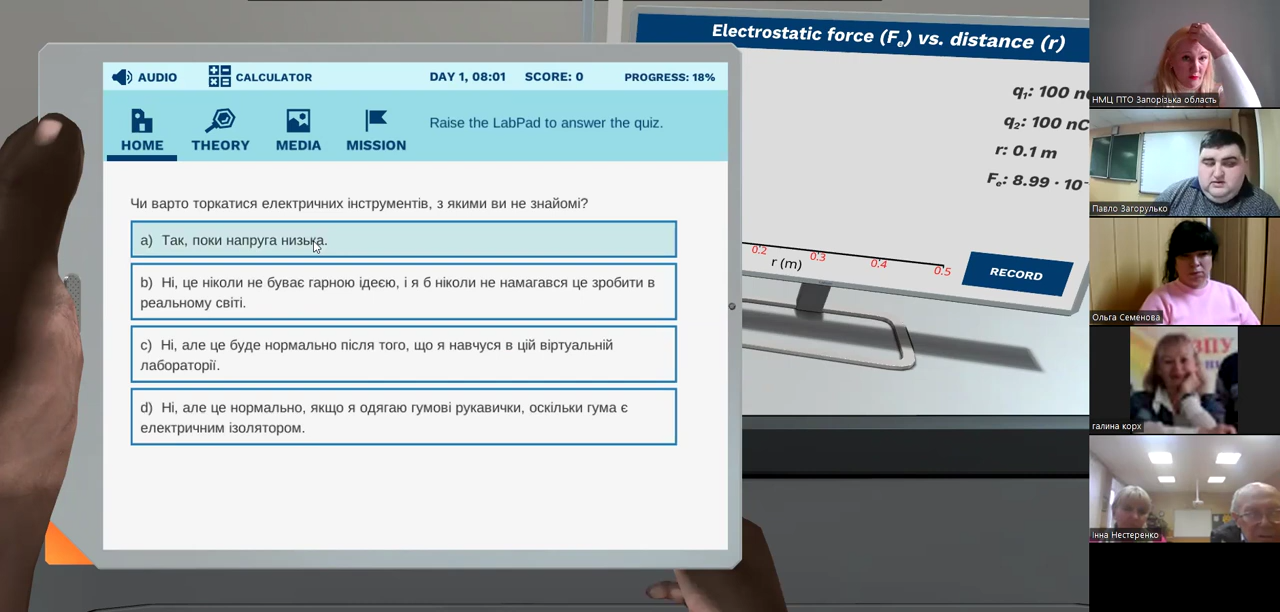 AUDIO
CALCULATOR
DAY 1, 08:01
SCORE: 0
PROGRESS: 18%
HOME
THEORY
MEDIA
MISSION
Raise the LabPad to answer the quiz.
Чи варто торкатися електричних інструментів, з якими ви не знайомі?
a) Так, поки напруга низька.
b) Ні, це ніколи не буває гарною ідеєю, і я б ніколи не намагався це зробити в
реальному світі.
c) Ні, але це буде нормально після того, що я навчуся в цій віртуальній
лабораторії.
d) Ні, але це нормально, якщо я одягаю гумові рукавички, оскільки гума є
електричним ізолятором.
Electrostatic force (Fₑ) vs. distance (r)
q₁: 100 n
q₂: 100 nC
r: 0.1 m
Fₑ: 8.99 · 10⁻
0.2
0.3
0.4
0.5
r (m)
RECORD
НМЦ ПТО Запорізька область
Павло Загорулько
Ольга Семенова
ЗПУ
галина корх
Інна Нестеренко